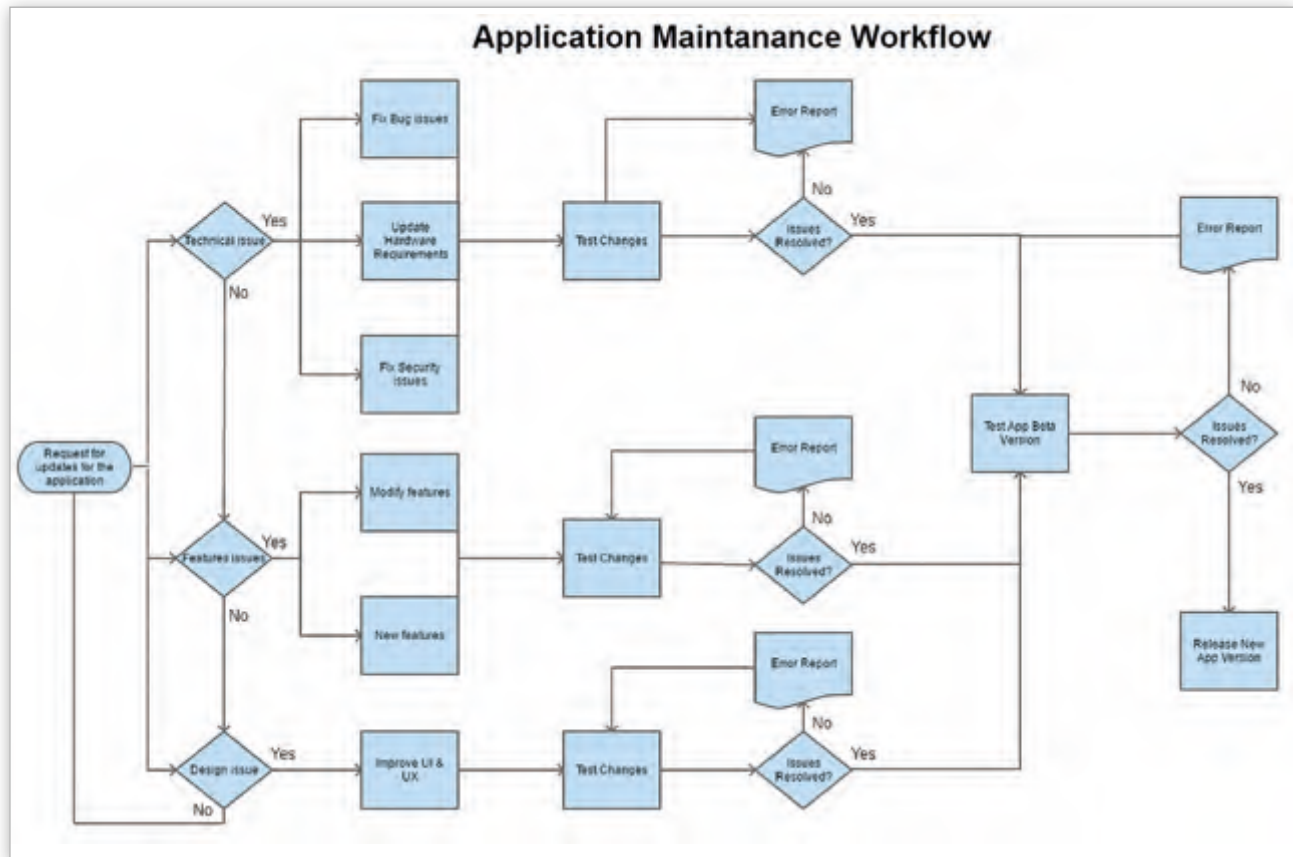 Application Maintanance Workflow
Fix Bug issues
Error Report
Technical issue
Yes
No
Update
Hardware
Requirements
Test Changes
No
Issues
Resolved?
Yes
Error Report
Fix Security
issues
Request for
updates for the
application
Features issues
Yes
No
Modify features
New features
Test Changes
Error Report
No
Issues
Resolved?
Yes
Test App Beta
Version
No
Issues
Resolved?
Yes
Release New
App Version
Design issue
Yes
No
Improve UI &
UX
Test Changes
Error Report
No
Issues
Resolved?
Yes